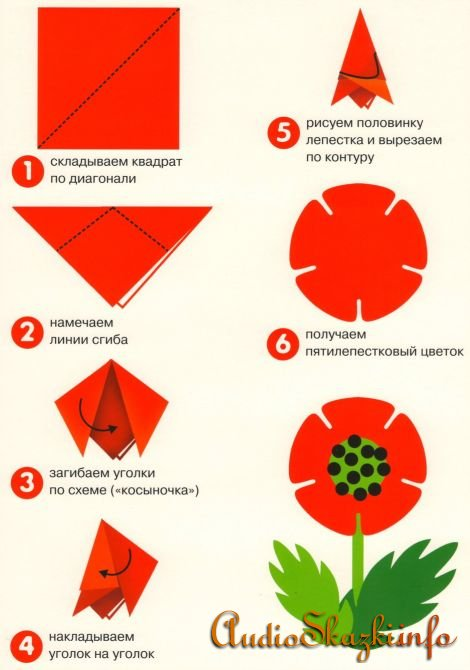 1
складываем квадрат
по диагонали
2
намечаем
линии сгиба
3
загибаем уголки
по схеме («косыночка»)
4
накладываем
уголок на уголок
5
рисуем половинку
лепестка и вырезаем
по контуру
6
получаем
пятилепестковый цветок
AudioSkazki.info